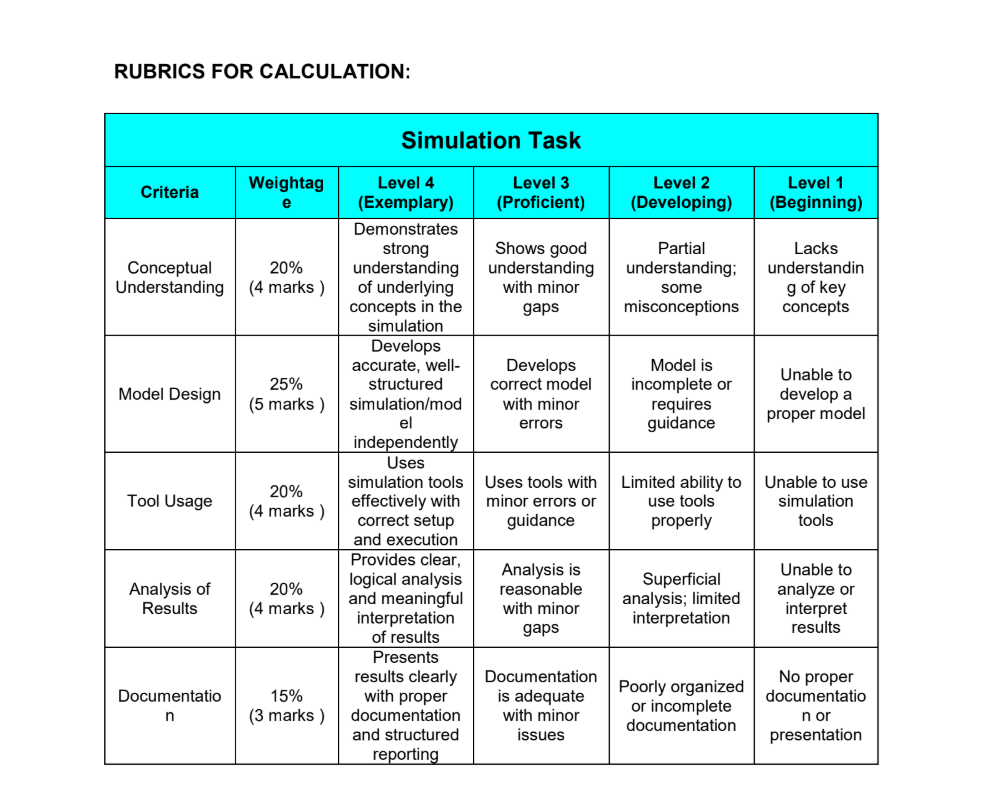 RUBRICS FOR CALCULATION:
Simulation Task
Criteria
Weightag
e
Level 4
(Exemplary)
Level 3
(Proficient)
Level 2
(Developing)
Level 1
(Beginning)
Conceptual
Understanding
20%
(4 marks )
Demonstrates
strong
understanding
of underlying
concepts in the
simulation
Shows good
understanding
with minor
gaps
Partial
understanding;
some
misconceptions
Lacks
understandin
g of key
concepts
Model Design
25%
(5 marks )
Develops
accurate, well-
structured
simulation/mod
el
independently
Develops
correct model
with minor
errors
Model is
incomplete or
requires
guidance
Unable to
develop a
proper model
Tool Usage
20%
(4 marks )
Uses
simulation tools
effectively with
correct setup
and execution
Uses tools with
minor errors or
guidance
Limited ability to
use tools
properly
Unable to use
simulation
tools
Analysis of
Results
20%
(4 marks )
Provides clear,
logical analysis
and meaningful
interpretation
of results
Analysis is
reasonable
with minor
gaps
Superficial
analysis; limited
interpretation
Unable to
analyze or
interpret
results
Documentatio
n
15%
(3 marks )
Presents
results clearly
with proper
documentation
and structured
reporting
Documentation
is adequate
with minor
issues
Poorly organized
or incomplete
documentation
No proper
documentatio
n or
presentation